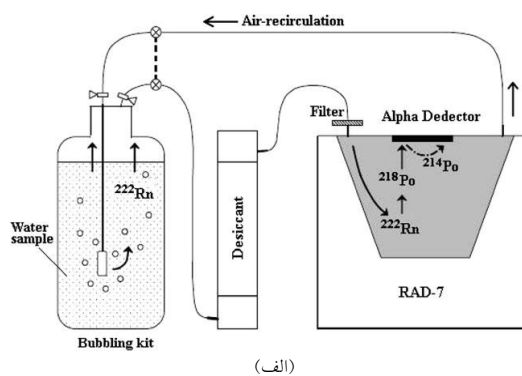 Air-recirculation
Filter
Alpha Dedector
218Po
214Po
222Rn
222Rn
Water
sample
Desiccant
RAD-7
Bubbling kit
(الف)